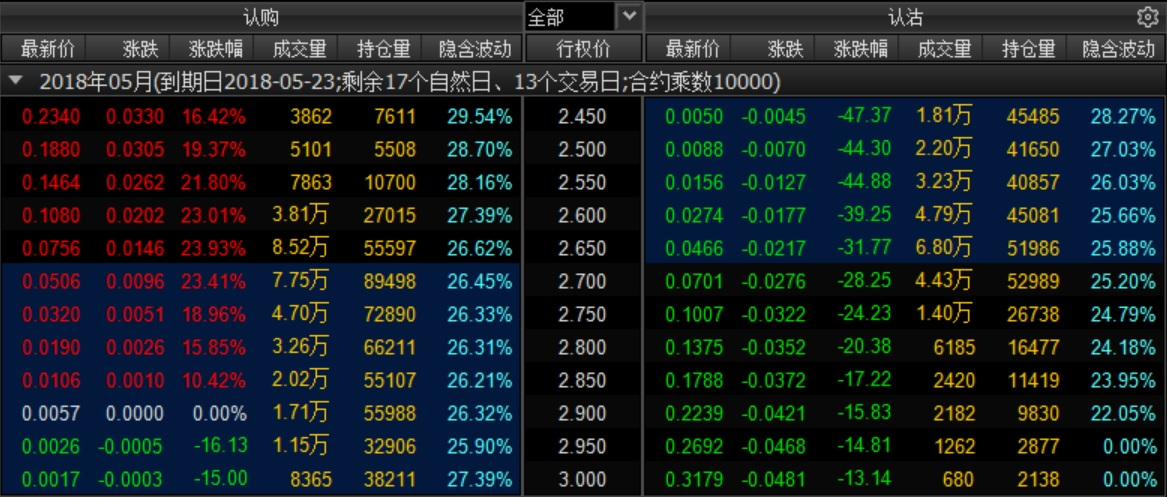 认购 全部 认沽
最新价 涨跌 涨跌幅 成交量 持仓量 隐含波动 行权价 最新价 涨跌 涨跌幅 成交量 持仓量 隐含波动
2018年05月(到期日2018-05-23;剩余17个自然日、13个交易日;合约乘数10000)
0.2340 0.0330 16.42% 3862 7611 29.54% 2.450 0.0050 -0.0045 -47.37 1.81万 45485 28.27%
0.1880 0.0305 19.37% 5101 5508 28.70% 2.500 0.0088 -0.0070 -44.30 2.20万 41650 27.03%
0.1464 0.0262 21.80% 7863 10700 28.16% 2.550 0.0156 -0.0127 -44.88 3.23万 40857 26.03%
0.1080 0.0202 23.01% 3.81万 27015 27.39% 2.600 0.0274 -0.0177 -39.25 4.79万 45081 25.66%
0.0756 0.0146 23.93% 8.52万 55597 26.62% 2.650 0.0466 -0.0217 -31.77 6.80万 51986 25.88%
0.0506 0.0096 23.41% 7.75万 89498 26.45% 2.700 0.0701 -0.0276 -28.25 4.43万 52989 25.20%
0.0320 0.0051 18.96% 4.70万 72890 26.33% 2.750 0.1007 -0.0322 -24.23 1.40万 26738 24.79%
0.0190 0.0026 15.85% 3.26万 66211 26.31% 2.800 0.1375 -0.0352 -20.38 6185 16477 24.18%
0.0106 0.0010 10.42% 2.02万 55107 26.21% 2.850 0.1788 -0.0372 -17.22 2420 11419 23.95%
0.0057 0.0000 0.00% 1.71万 55988 26.32% 2.900 0.2239 -0.0421 -15.83 2182 9830 22.05%
0.0026 -0.0005 -16.13 1.15万 32906 25.90% 2.950 0.2692 -0.0468 -14.81 1262 2877 0.00%
0.0017 -0.0003 -15.00 8365 38211 27.39% 3.000 0.3179 -0.0481 -13.14 680 2138 0.00%